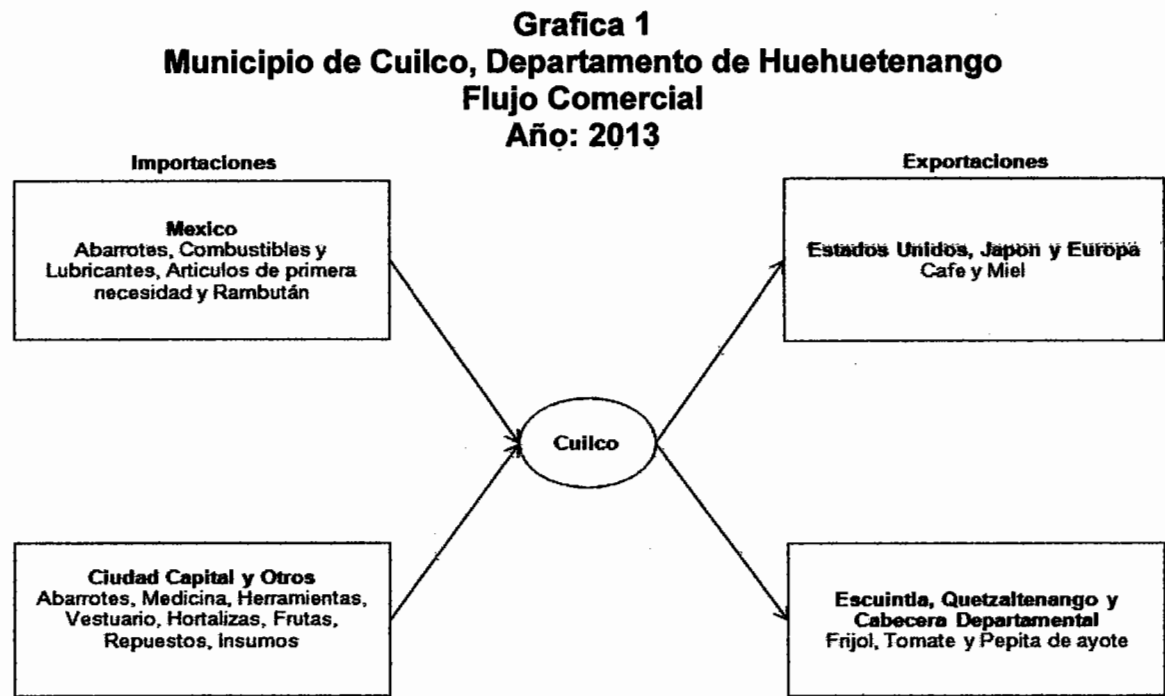 Grafica 1
Municipio de Cuilco, Departamento de Huehuetenango
Flujo Comercial
Año: 2013
Importaciones
Exportaciones
Mexico
Abarrotes, Combustibles y
Lubricantes, Articulos de primera
necesidad y Rambután
Estados Unidos, Japon y Europa
Cafe y Miel
Cuilco
Ciudad Capital y Otros
Abarrotes, Medicina, Herramientas,
Vestuario, Hortalizas, Frutas,
Repuestos, Insumos
Escuintla, Quetzaltenango y
Cabecera Departamental
Frijol, Tomate y Pepita de ayote